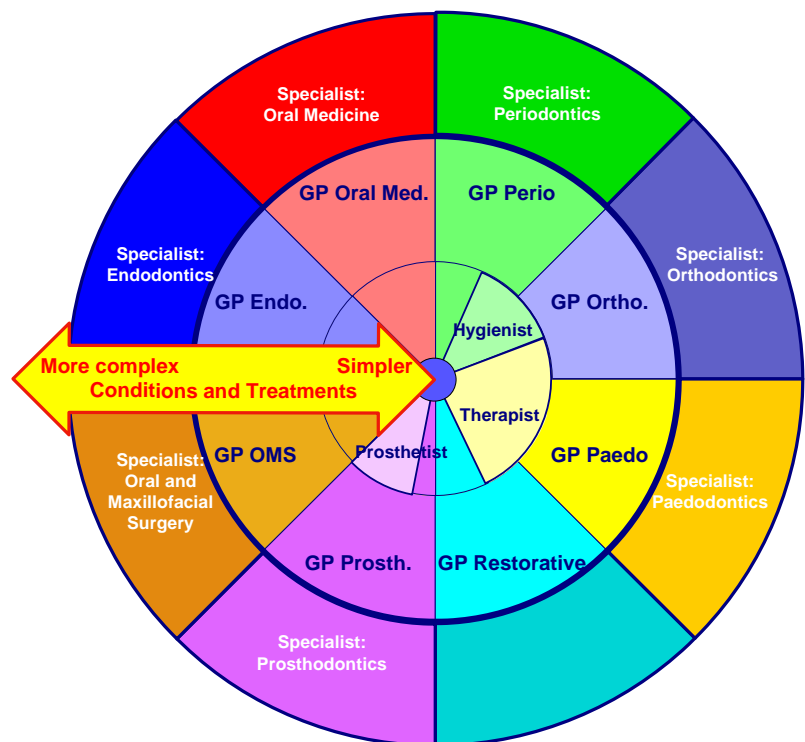 Specialist:
Oral Medicine
Specialist:
Periodontics
GP Oral Med.
GP Perio
Specialist:
Endodontics
Specialist:
Orthodontics
GP Endo.
GP Ortho.
Hygienist
More complex
Simpler
Conditions and Treatments
Therapist
Prosthetist
GP OMS
GP Paedo
Specialist:
Oral and
Maxillofacial
Surgery
Specialist:
Paedodontics
GP Prosth.
GP Restorative
Specialist:
Prosthodontics